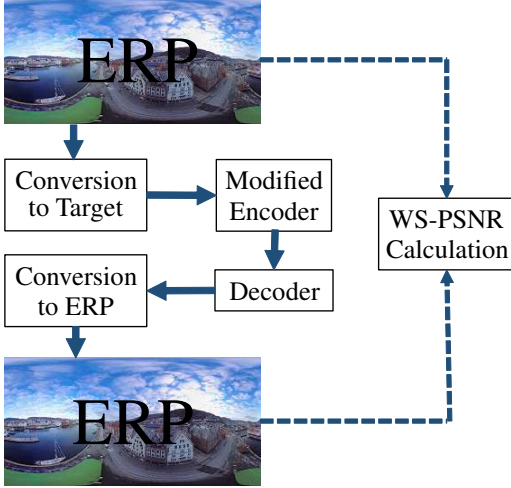 ERP
Conversion
to Target
Modified
Encoder
WS-PSNR
Calculation
Conversion
to ERP
Decoder
ERP